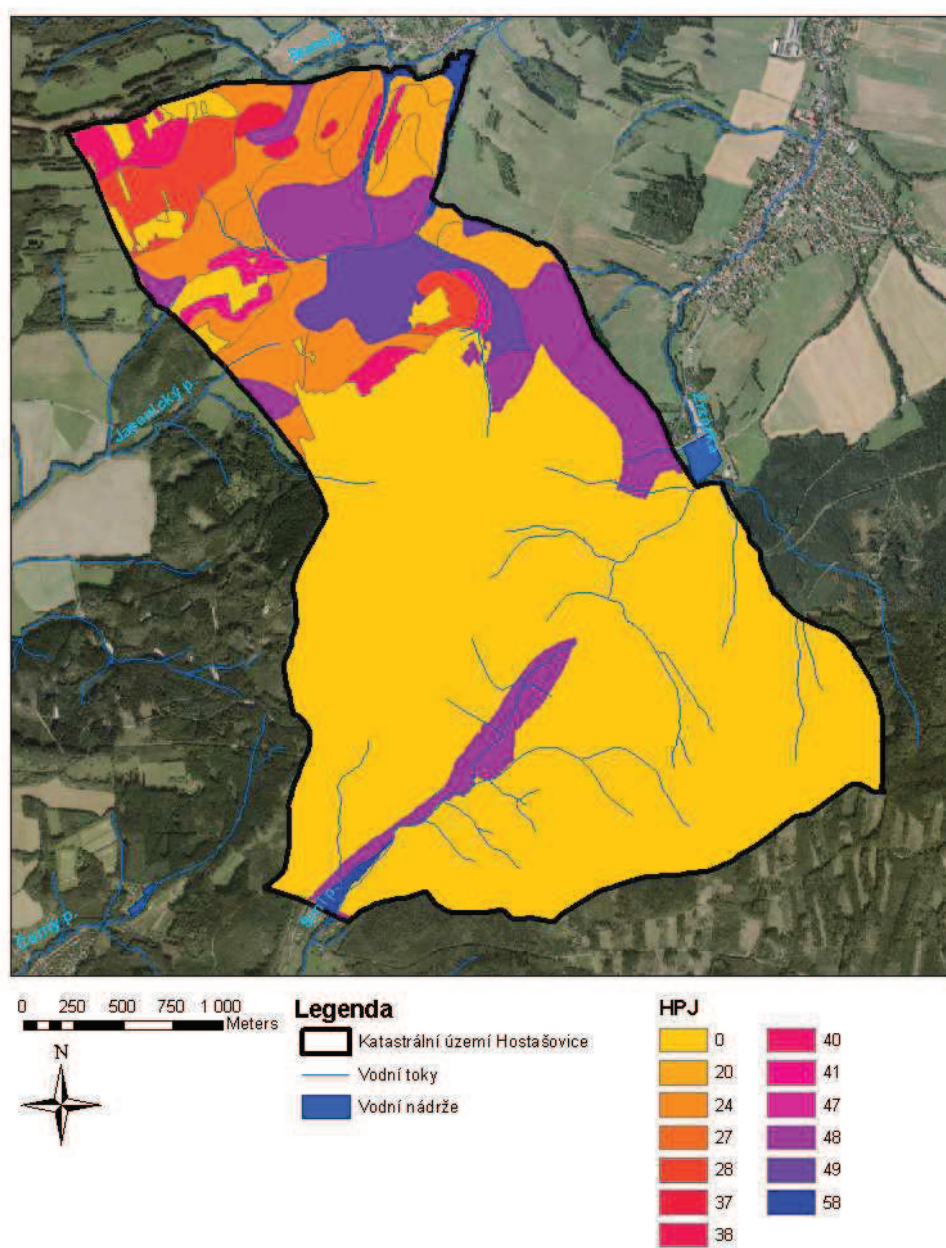 Jasenický p.
Zrzávka
Černý p.
0 250 500 750 1 000
Meters
N
Legenda
Katastrální území Hostašovice
Vodní toky
Vodní nádrže
HPJ
0
20
24
27
28
37
38
40
41
47
48
49
58